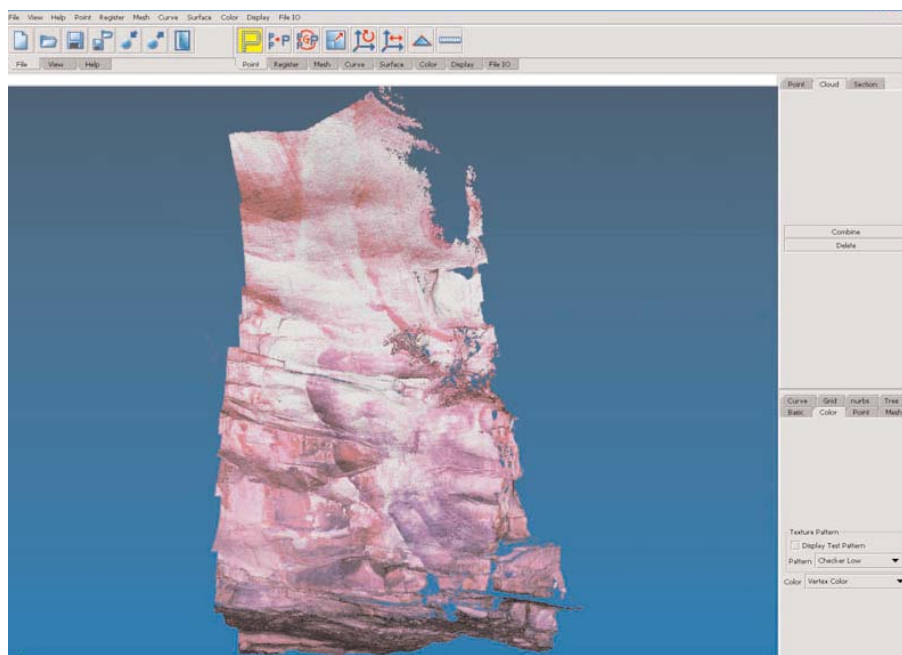 File View Help Point Register Mesh Curve Surface Color Display File IO
P P P GP
File View Help Point Register Mesh Curve Surface Color Display File IO
Point Cloud Section
Combine
Delete
Curve Grid nurbs Tree
Basic Color Point Mesh
Texture Pattern
Display Test Pattern
Pattern Checker Low
Color Vertex Color